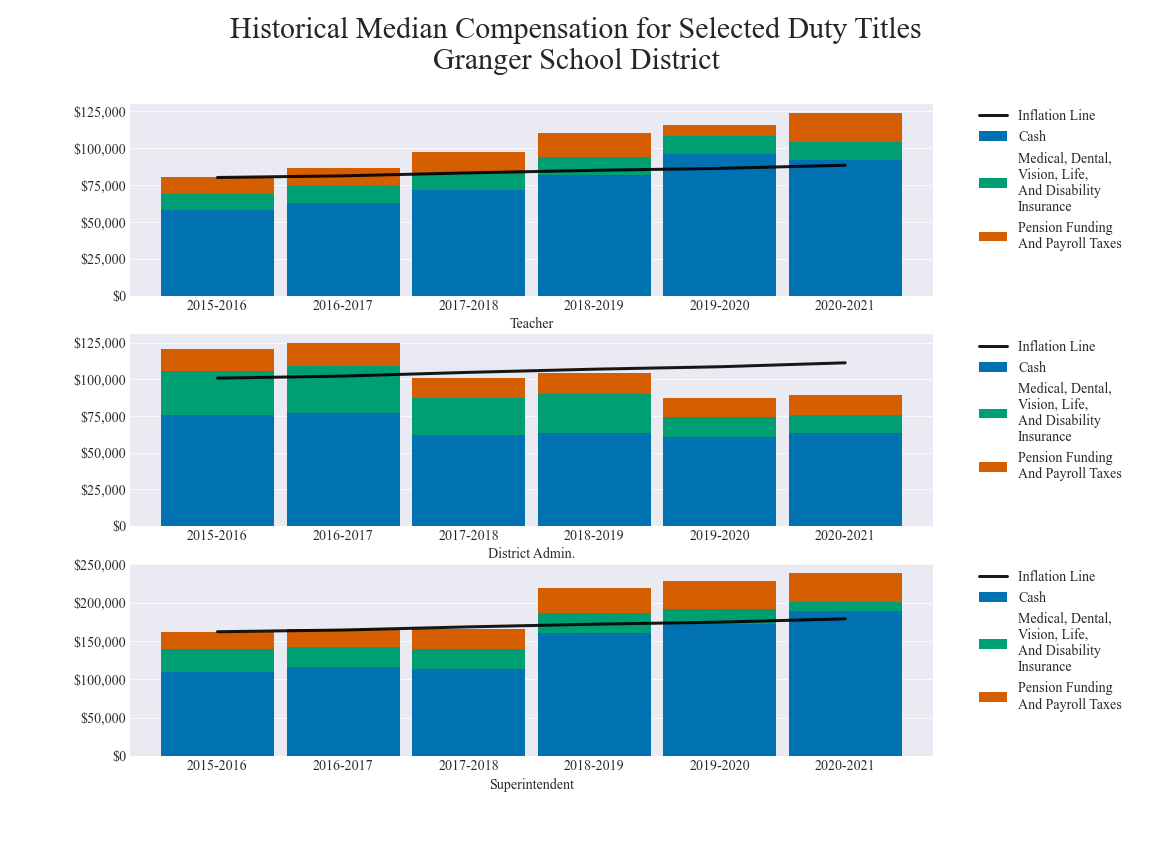 Historical Median Compensation for Selected Duty Titles
Granger School District
$125,000
$100,000
$75,000
$50,000
$25,000
$0
2015-2016 2016-2017 2017-2018 2018-2019 2019-2020 2020-2021
Teacher
Inflation Line
Cash
Medical, Dental,
Vision, Life,
And Disability
Insurance
Pension Funding
And Payroll Taxes
$125,000
$100,000
$75,000
$50,000
$25,000
$0
2015-2016 2016-2017 2017-2018 2018-2019 2019-2020 2020-2021
District Admin.
Inflation Line
Cash
Medical, Dental,
Vision, Life,
And Disability
Insurance
Pension Funding
And Payroll Taxes
$250,000
$200,000
$150,000
$100,000
$50,000
$0
2015-2016 2016-2017 2017-2018 2018-2019 2019-2020 2020-2021
Superintendent
Inflation Line
Cash
Medical, Dental,
Vision, Life,
And Disability
Insurance
Pension Funding
And Payroll Taxes